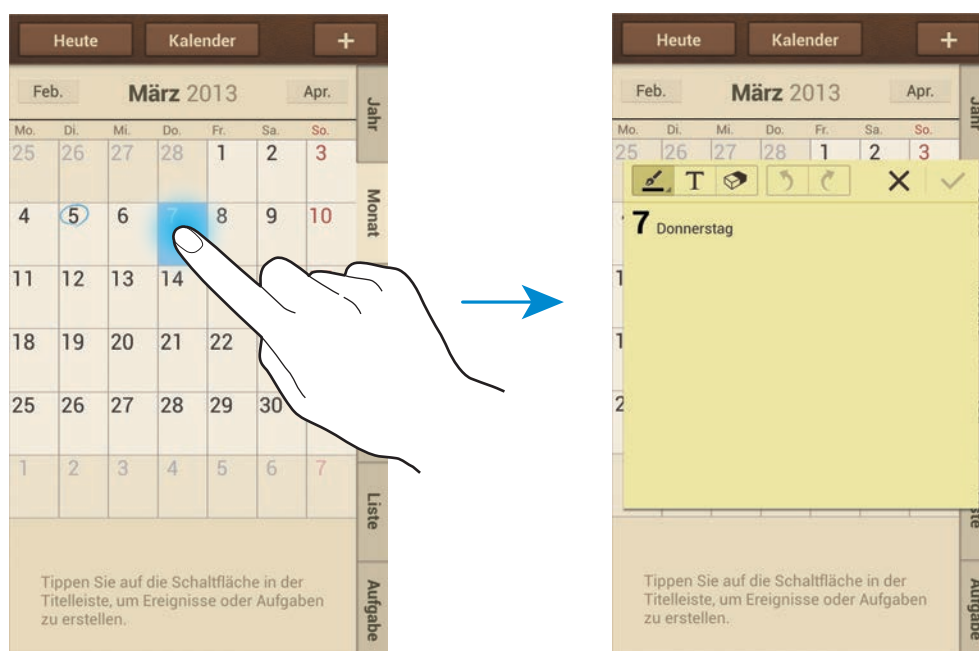 Heute Kalender +
Feb. März 2013 Apr.
Mo. Di. Mi. Do. Fr. Sa. So.
25 26 27 28 1 2 3
4 5 6 7 8 9 10
11 12 13 14
18 19 20 21 22
25 26 27 28 29 30
1 2 3 4 5 6 7
Jahr
Monat
Liste
Aufgabe
Tippen Sie auf die Schaltfläche in der
Titelleiste, um Ereignisse oder Aufgaben
zu erstellen.
Heute Kalender +
Feb. März 2013 Apr.
Mo. Di. Mi. Do. Fr. Sa. So.
25 26 27 28 1 2 3
T
7 Donnerstag
Jahr
Aufgabe
Tippen Sie auf die Schaltfläche in der
Titelleiste, um Ereignisse oder Aufgaben
zu erstellen.